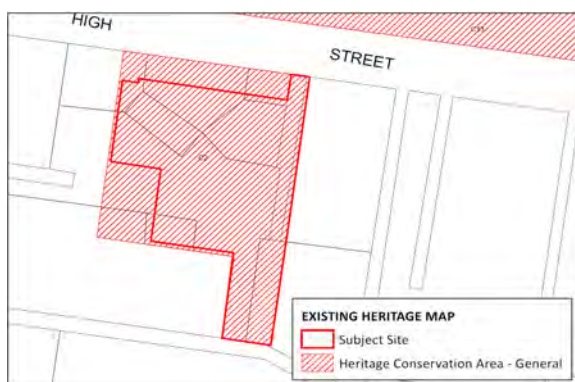 HIGH
STREET
EXISTING HERITAGE MAP
Subject Site
Heritage Conservation Area - General